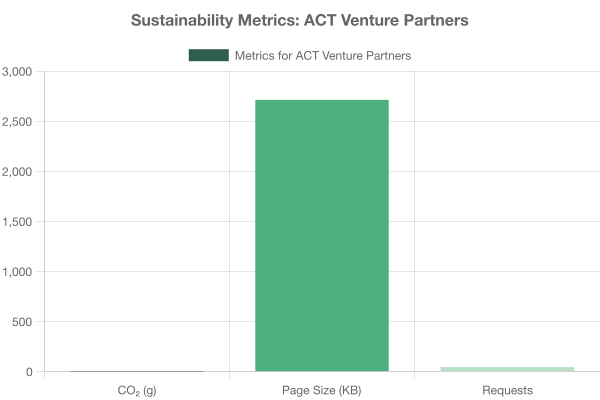 Sustainability Metrics: ACT Venture Partners
Metrics for ACT Venture Partners
3,000
2,500
2,000
1,500
1,000
500
0
CO₂ (g)
Page Size (KB)
Requests